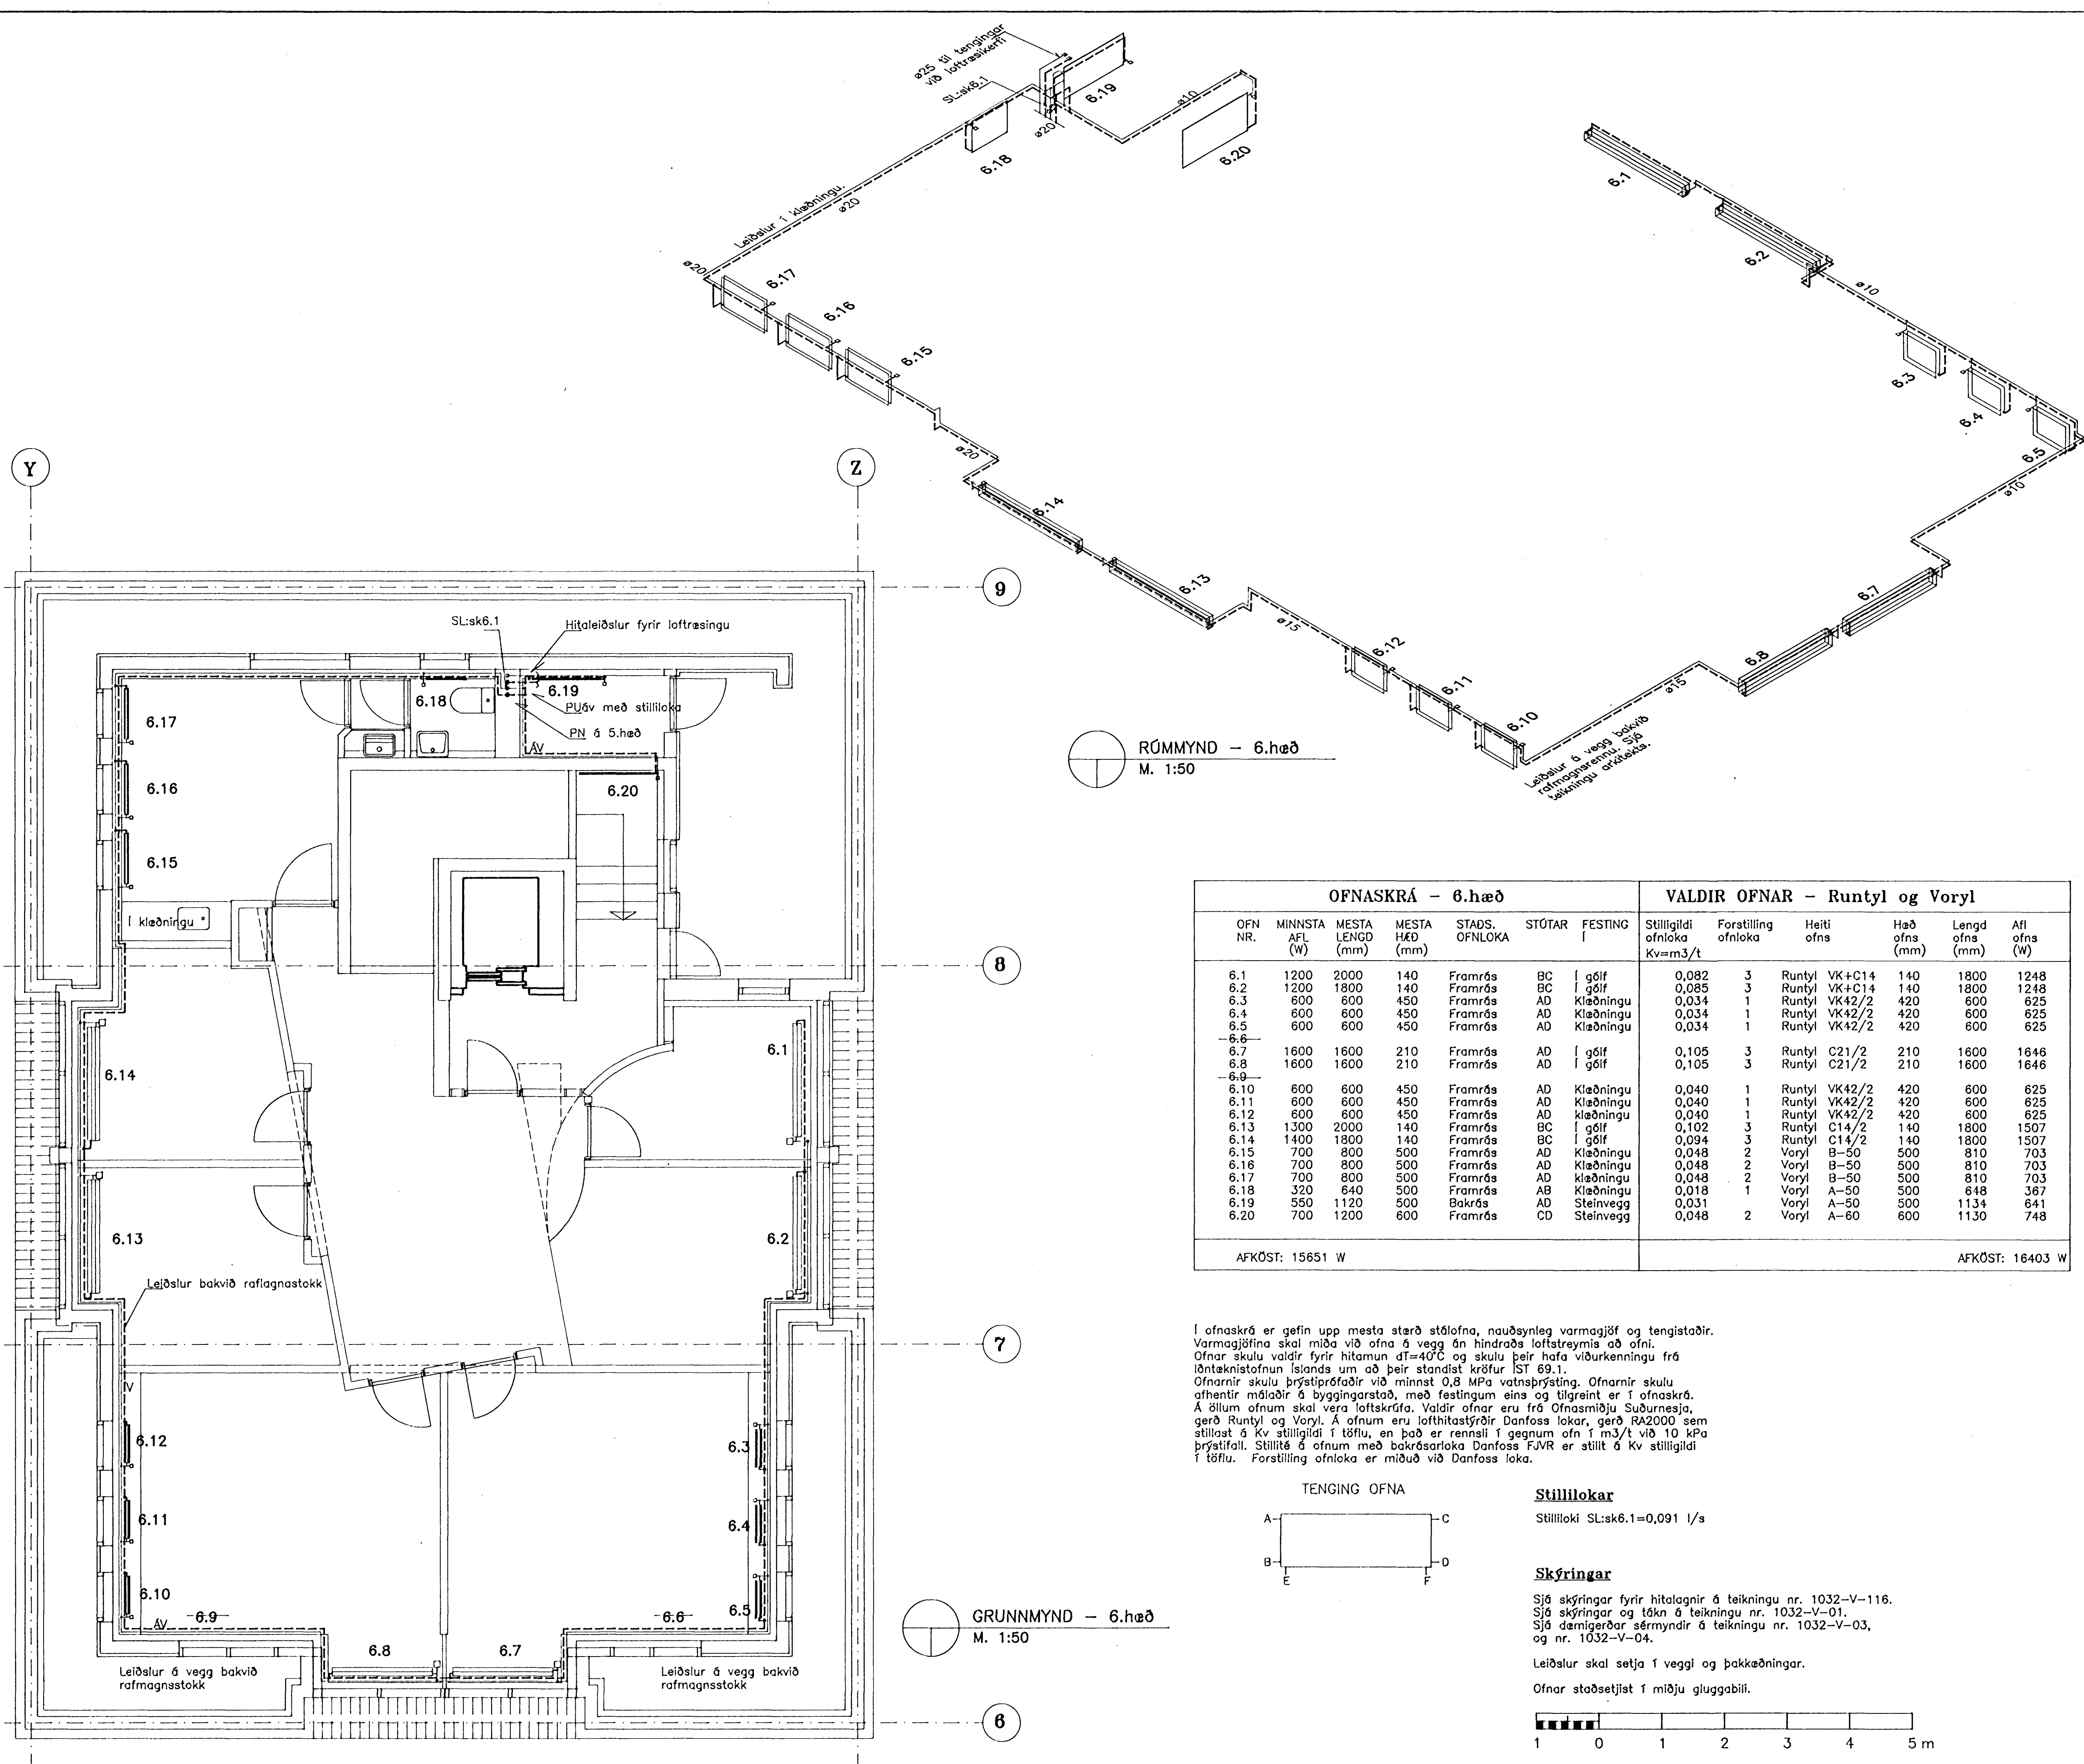 ø25 til tengingar
við loftræsikerfi
SL:sk6.1
6.19
ø10
ø20
6.18
6.20
Leiðslur í klæðningu.
ø20
ø20
6.17
6.16
6.15
ø20
6.14
6.13
ø15
6.12
6.11
6.10
6.1
6.2
ø10
6.3
6.4
6.5
ø10
6.7
6.8
ø15
Leiðslur á vegg bakvið
rafmagnsrennu. Sjá
teikningu arkitekts.
RÚMMYND – 6.hæð
M. 1:50
Y
Z
9
8
7
6
SL:sk6.1
Hitaleiðslur fyrir loftræsingu
6.18
6.19
PUáv með stilliloka
PN á 5.hæð
ÁV
6.20
6.17
6.16
6.15
Í klæðningu
6.14
6.1
6.13
6.2
Leiðslur bakvið raflagnastokk
V
6.12
6.3
6.11
6.4
6.10
6.5
ÁV
6.9
6.6
6.8
6.7
Leiðslur á vegg bakvið
rafmagnsstokk
Leiðslur á vegg bakvið
rafmagnsstokk
GRUNNMYND – 6.hæð
M. 1:50
OFNASKRÁ – 6.hæð VALDIR OFNAR – Runtyl og Voryl
OFN MINNSTA MESTA MESTA STAÐS. STÚTAR FESTING Stilligildi Forstilling Heiti Hæð Lengd Afl
NR. AFL LENGD HÆÐ OFNLOKA Í ofnloka ofnloka ofns ofns ofns ofns
(W) (mm) (mm) Kv=m3/t (mm) (mm) (W)
6.1 1200 2000 140 Framrás BC Í gólf 0,082 3 Runtyl VK+C14 140 1800 1248
6.2 1200 1800 140 Framrás BC Í gólf 0,085 3 Runtyl VK+C14 140 1800 1248
6.3 600 600 450 Framrás AD Klæðningu 0,034 1 Runtyl VK42/2 420 600 625
6.4 600 600 450 Framrás AD Klæðningu 0,034 1 Runtyl VK42/2 420 600 625
6.5 600 600 450 Framrás AD Klæðningu 0,034 1 Runtyl VK42/2 420 600 625
6.6
6.7 1600 1600 210 Framrás AD Í gólf 0,105 3 Runtyl C21/2 210 1600 1646
6.8 1600 1600 210 Framrás AD Í gólf 0,105 3 Runtyl C21/2 210 1600 1646
6.9
6.10 600 600 450 Framrás AD Klæðningu 0,040 1 Runtyl VK42/2 420 600 625
6.11 600 600 450 Framrás AD Klæðningu 0,040 1 Runtyl VK42/2 420 600 625
6.12 600 600 450 Framrás AD klæðningu 0,040 1 Runtyl VK42/2 420 600 625
6.13 1300 2000 140 Framrás BC Í gólf 0,102 3 Runtyl C14/2 140 1800 1507
6.14 1400 1800 140 Framrás BC Í gólf 0,094 3 Runtyl C14/2 140 1800 1507
6.15 700 800 500 Framrás AD Klæðningu 0,048 2 Voryl B–50 500 810 703
6.16 700 800 500 Framrás AD Klæðningu 0,048 2 Voryl B–50 500 810 703
6.17 700 800 500 Framrás AD klæðningu 0,048 2 Voryl B–50 500 810 703
6.18 320 640 500 Framrás AB Klæðningu 0,018 1 Voryl A–50 500 648 367
6.19 550 1120 500 Bakrás AD Steinvegg 0,031 Voryl A–50 500 1134 641
6.20 700 1200 600 Framrás CD Steinvegg 0,048 2 Voryl A–60 600 1130 748
AFKÖST: 15651 W AFKÖST: 16403 W
Í ofnaskrá er gefin upp mesta stærð stálofna, nauðsynleg varmagjöf og tengistaðir.
Varmagjöfina skal miða við ofna á vegg án hindraðs loftstreymis að ofni.
Ofnar skulu valdir fyrir hitamun dT=40°C og skulu þeir hafa viðurkenningu frá
Iðntæknistofnun Íslands um að þeir standist kröfur ÍST 69.1.
Ofnarnir skulu þrýstiprófaðir við minnst 0,8 MPa vatnsþrýsting. Ofnarnir skulu
afhentir málaðir á byggingarstað, með festingum eins og tilgreint er í ofnaskrá.
Á öllum ofnum skal vera loftskrúfa. Valdir ofnar eru frá Ofnasmiðju Suðurnesja,
gerð Runtyl og Voryl. Á ofnum eru lofthitastýrðir Danfoss lokar, gerð RA2000 sem
stillast á Kv stilligildi í töflu, en það er rennsli í gegnum ofn í m3/t við 10 kPa
þrýstifall. Stillité á ofnum með bakrásarloka Danfoss FJVR er stillt á Kv stilligildi
í töflu. Forstilling ofnloka er miðuð við Danfoss loka.
TENGING OFNA
A C
B D
E F
Stillilokar
Stilliloki SL:sk6.1=0,091 l/s
Skýringar
Sjá skýringar fyrir hitalagnir á teikningu nr. 1032–V–116.
Sjá skýringar og tákn á teikningu nr. 1032–V–01.
Sjá dæmigerðar sérmyndir á teikningu nr. 1032–V–03,
og nr. 1032–V–04.
Leiðslur skal setja í veggi og þakkæðningar.
Ofnar staðsetjist í miðju gluggabili.
1 0 1 2 3 4 5 m